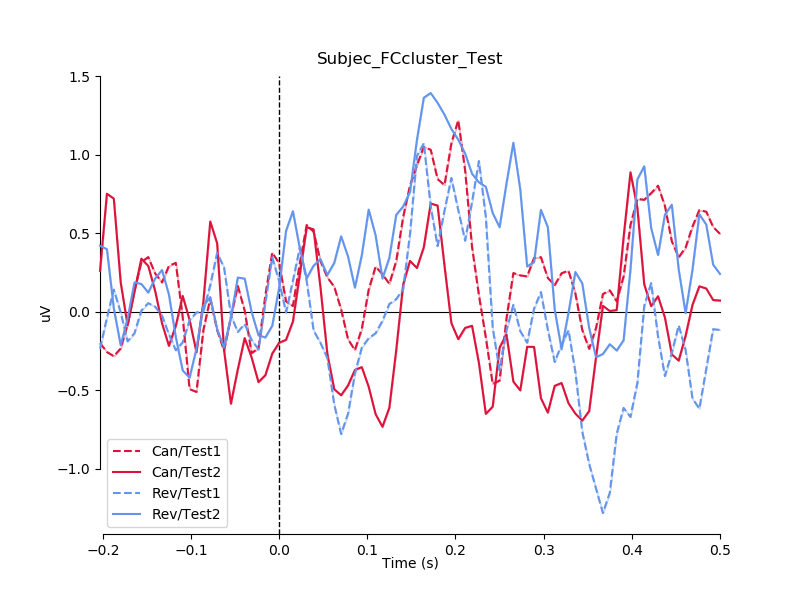 Subjec_FCcluster_Test
uV
1.5
1.0
0.5
0.0
−0.5
−1.0
Can/Test1
Can/Test2
Rev/Test1
Rev/Test2
−0.2 −0.1 0.0 0.1 0.2 0.3 0.4 0.5
Time (s)